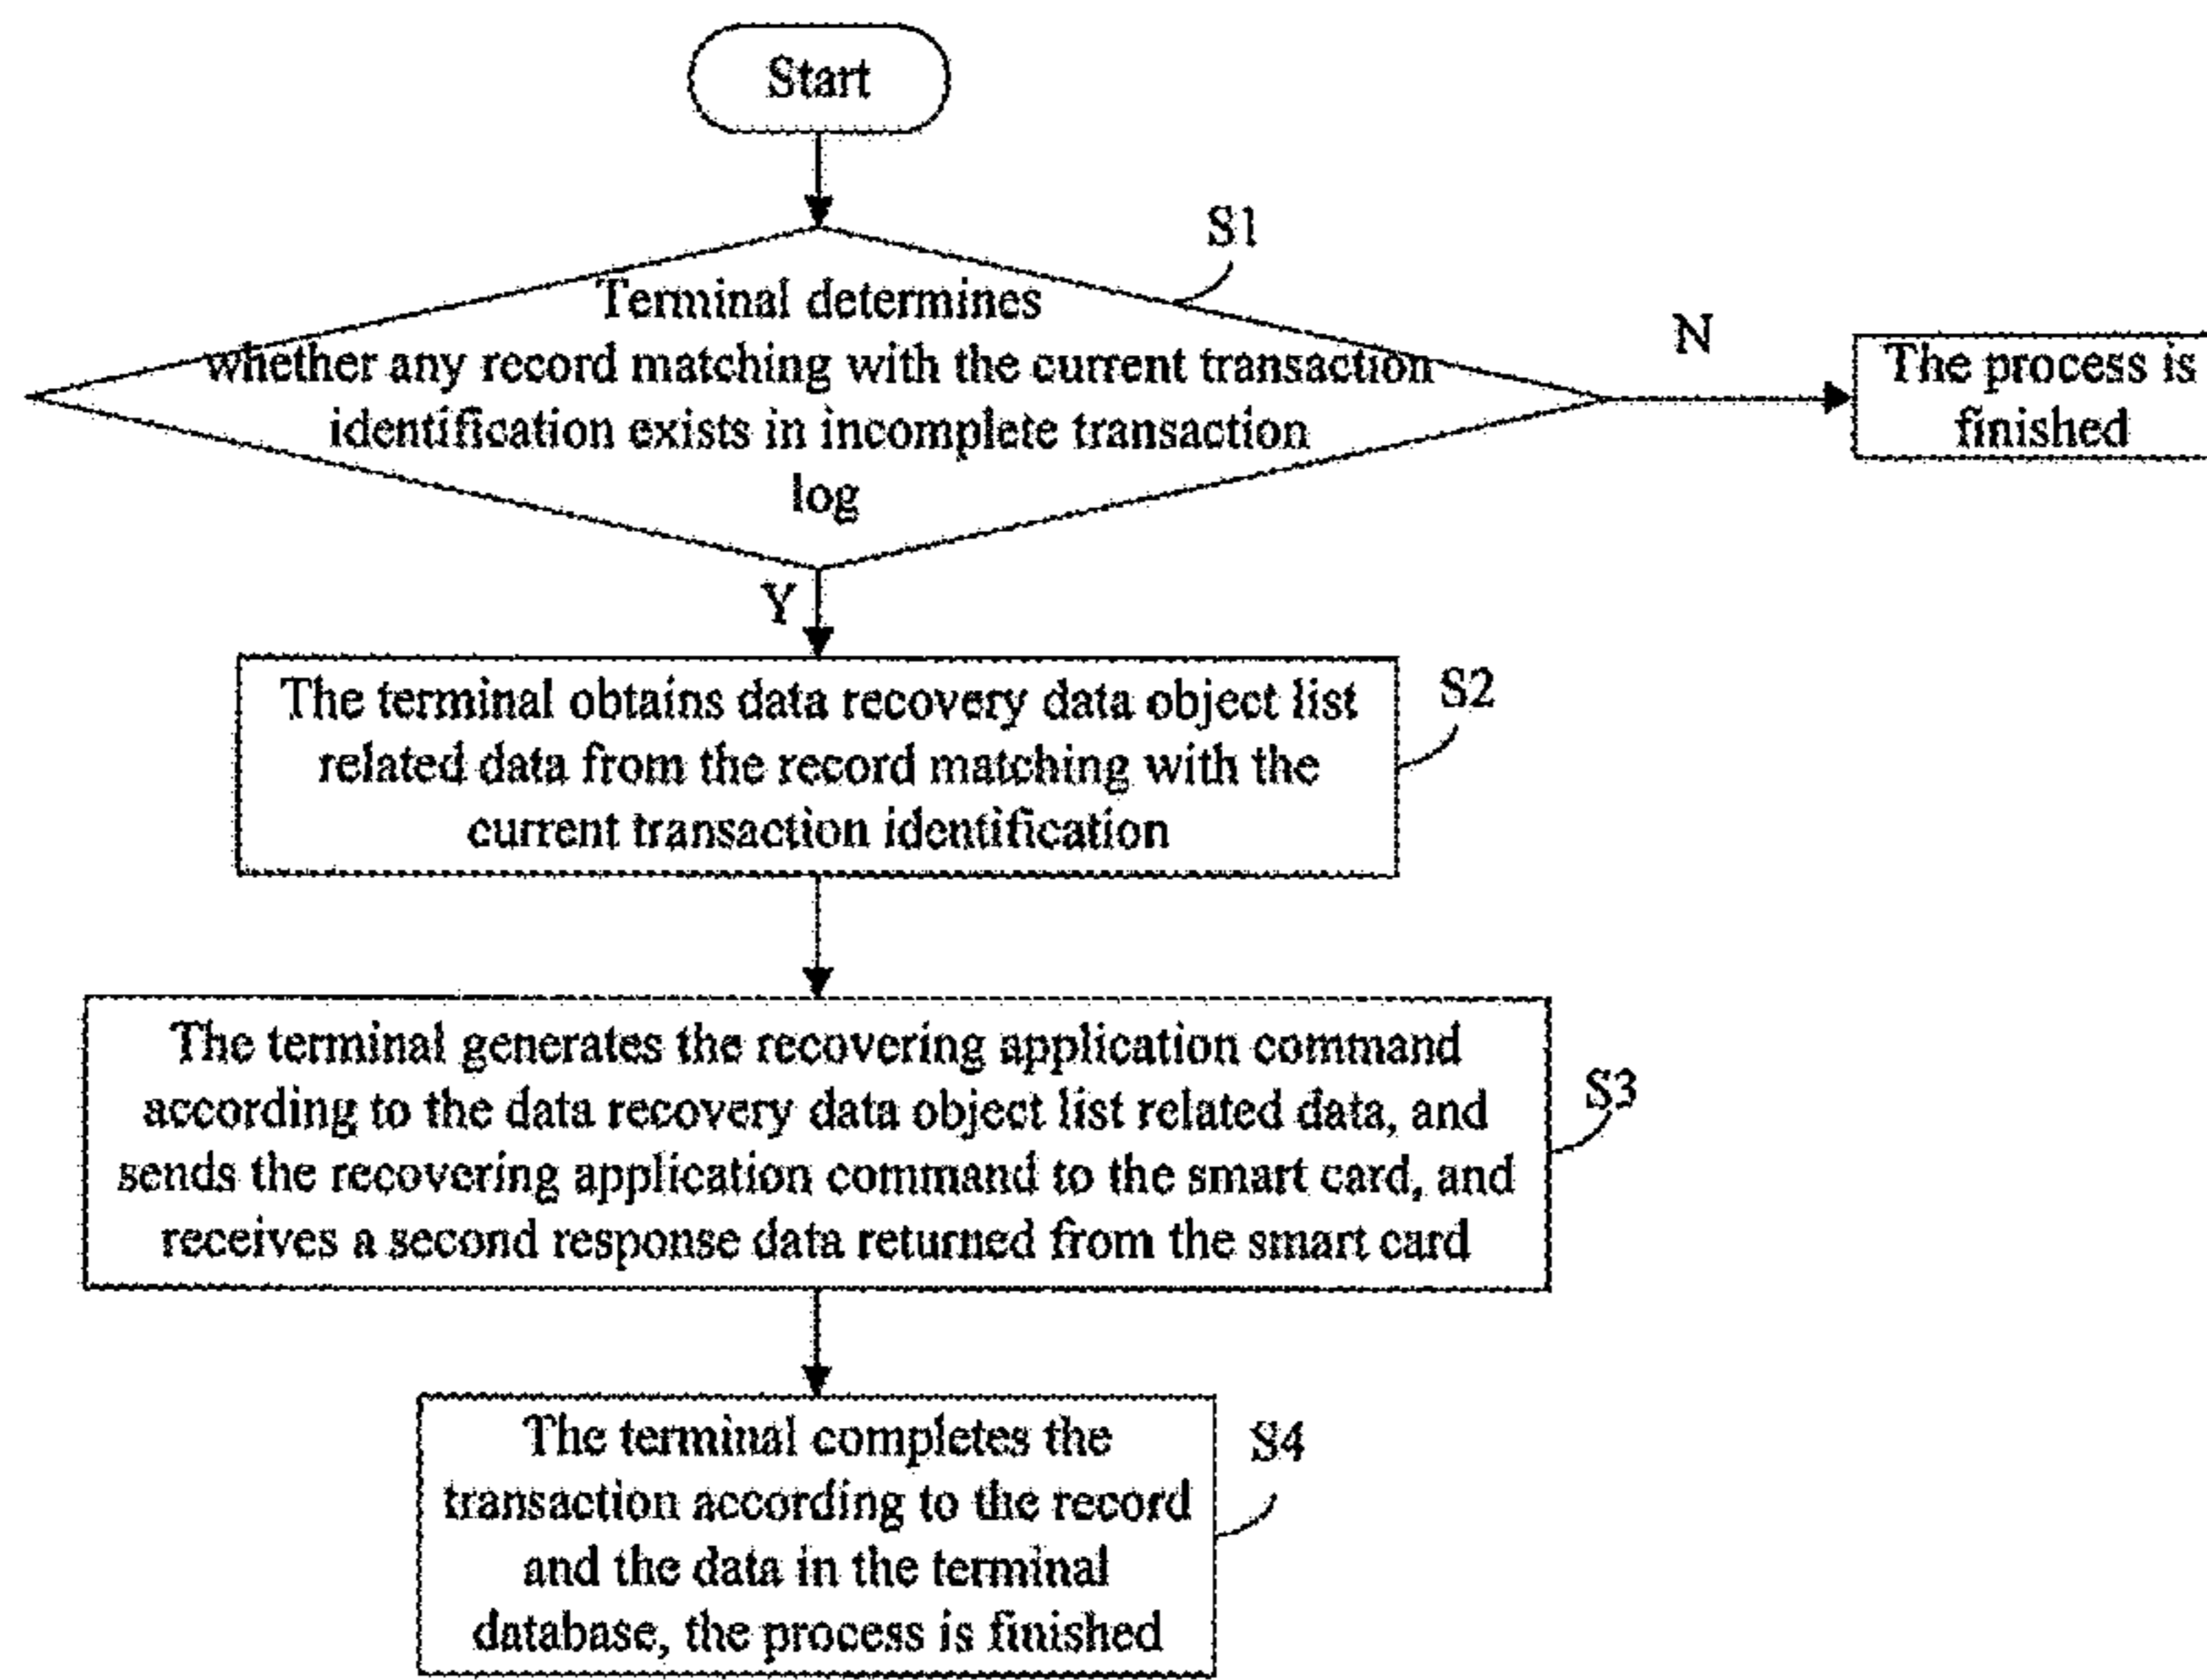 Start
S1
Terminal determines
whether any record matching with the current transaction
identification exists in incomplete transaction
log
N
The process is
finished
Y
The terminal obtains data recovery data object list
related data from the record matching with the
current transaction identification
S2
The terminal generates the recovering application command
according to the data recovery data object list related data, and
sends the recovering application command to the smart card, and
receives a second response data returned from the smart card
S3
The terminal completes the
transaction according to the record
and the data in the terminal
database, the process is finished
S4